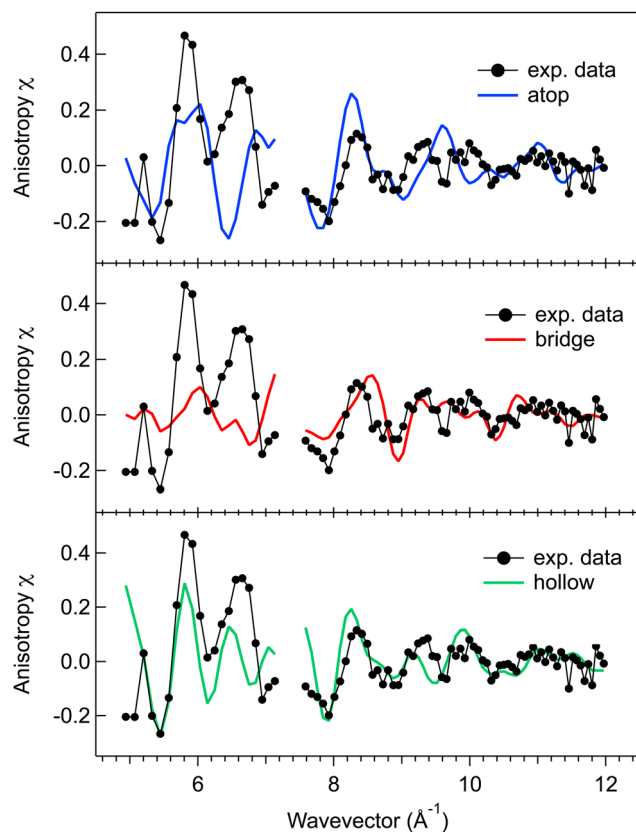 Anisotropy χ
0.4
0.2
0.0
-0.2
exp. data
atop
Anisotropy χ
0.4
0.2
0.0
-0.2
exp. data
bridge
Anisotropy χ
0.4
0.2
0.0
-0.2
exp. data
hollow
6
8
10
12
Wavevector (Å⁻¹)